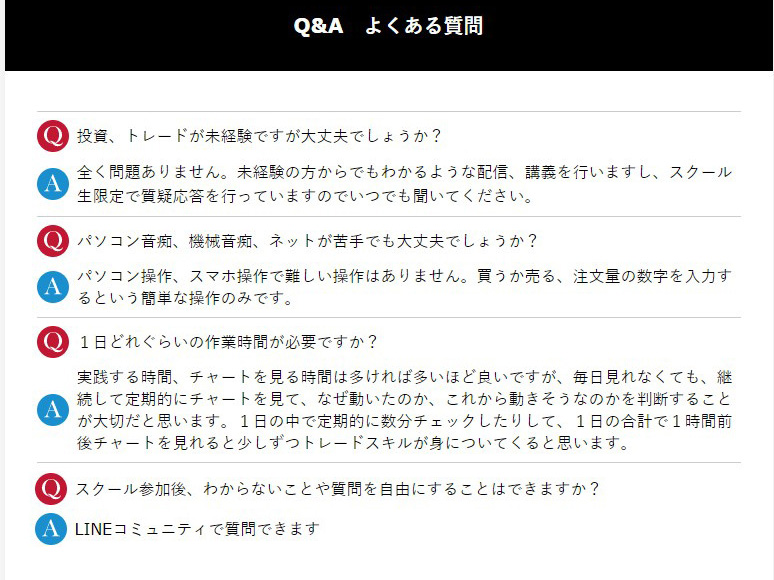 Q&A　よくある質問
Q 投資、トレードが未経験ですが大丈夫でしょうか？
A 全く問題ありません。未経験の方からでもわかるような配信、講義を行いますし、スクール
生限定で質疑応答を行っていますのでいつでも聞いてください。
Q パソコン音痴、機械音痴、ネットが苦手でも大丈夫でしょうか？
A パソコン操作、スマホ操作で難しい操作はありません。買うか売る、注文量の数字を入力す
るという簡単な操作のみです。
Q １日どれぐらいの作業時間が必要ですか？
A 実践する時間、チャートを見る時間は多ければ多いほど良いですが、毎日見れなくても、継
続して定期的にチャートを見て、なぜ動いたのか、これから動きそうなのかを判断すること
が大切だと思います。１日の中で定期的に数分チェックしたりして、１日の合計で１時間前
後チャートを見れると少しずつトレードスキルが身についてくると思います。
Q スクール参加後、わからないことや質問を自由にすることはできますか？
A LINEコミュニティで質問できます